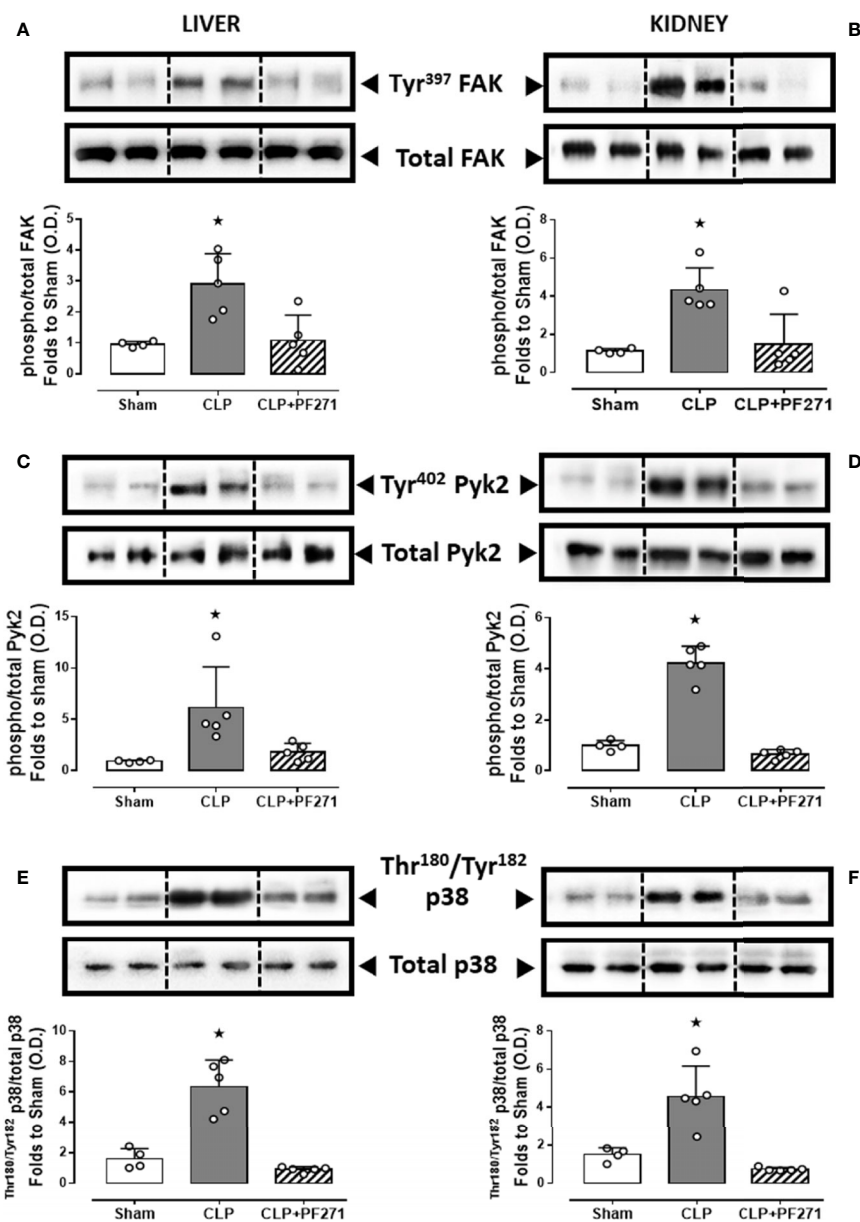 LIVER
KIDNEY
A
B
Tyr³⁹⁷ FAK
Total FAK
phospho/total FAK
Folds to Sham (O.D.)
5
4
3
2
1
0
Sham
CLP
CLP+PF271
★
phospho/total FAK
Folds to Sham (O.D.)
8
6
4
2
0
Sham
CLP
CLP+PF271
★
C
D
Tyr⁴⁰² Pyk2
Total Pyk2
phospho/total Pyk2
Folds to sham (O.D.)
15
10
5
0
Sham
CLP
CLP+PF271
★
phospho/total Pyk2
Folds to Sham (O.D.)
6
4
2
0
Sham
CLP
CLP+PF271
★
E
F
Thr¹⁸⁰/Tyr¹⁸²
p38
Total p38
Thr180/Tyr182 p38/total p38
Folds to Sham (O.D.)
10
8
6
4
2
0
Sham
CLP
CLP+PF271
★
Thr180/Tyr182 p38/total p38
Folds to Sham (O.D.)
8
6
4
2
0
Sham
CLP
CLP+PF271
★